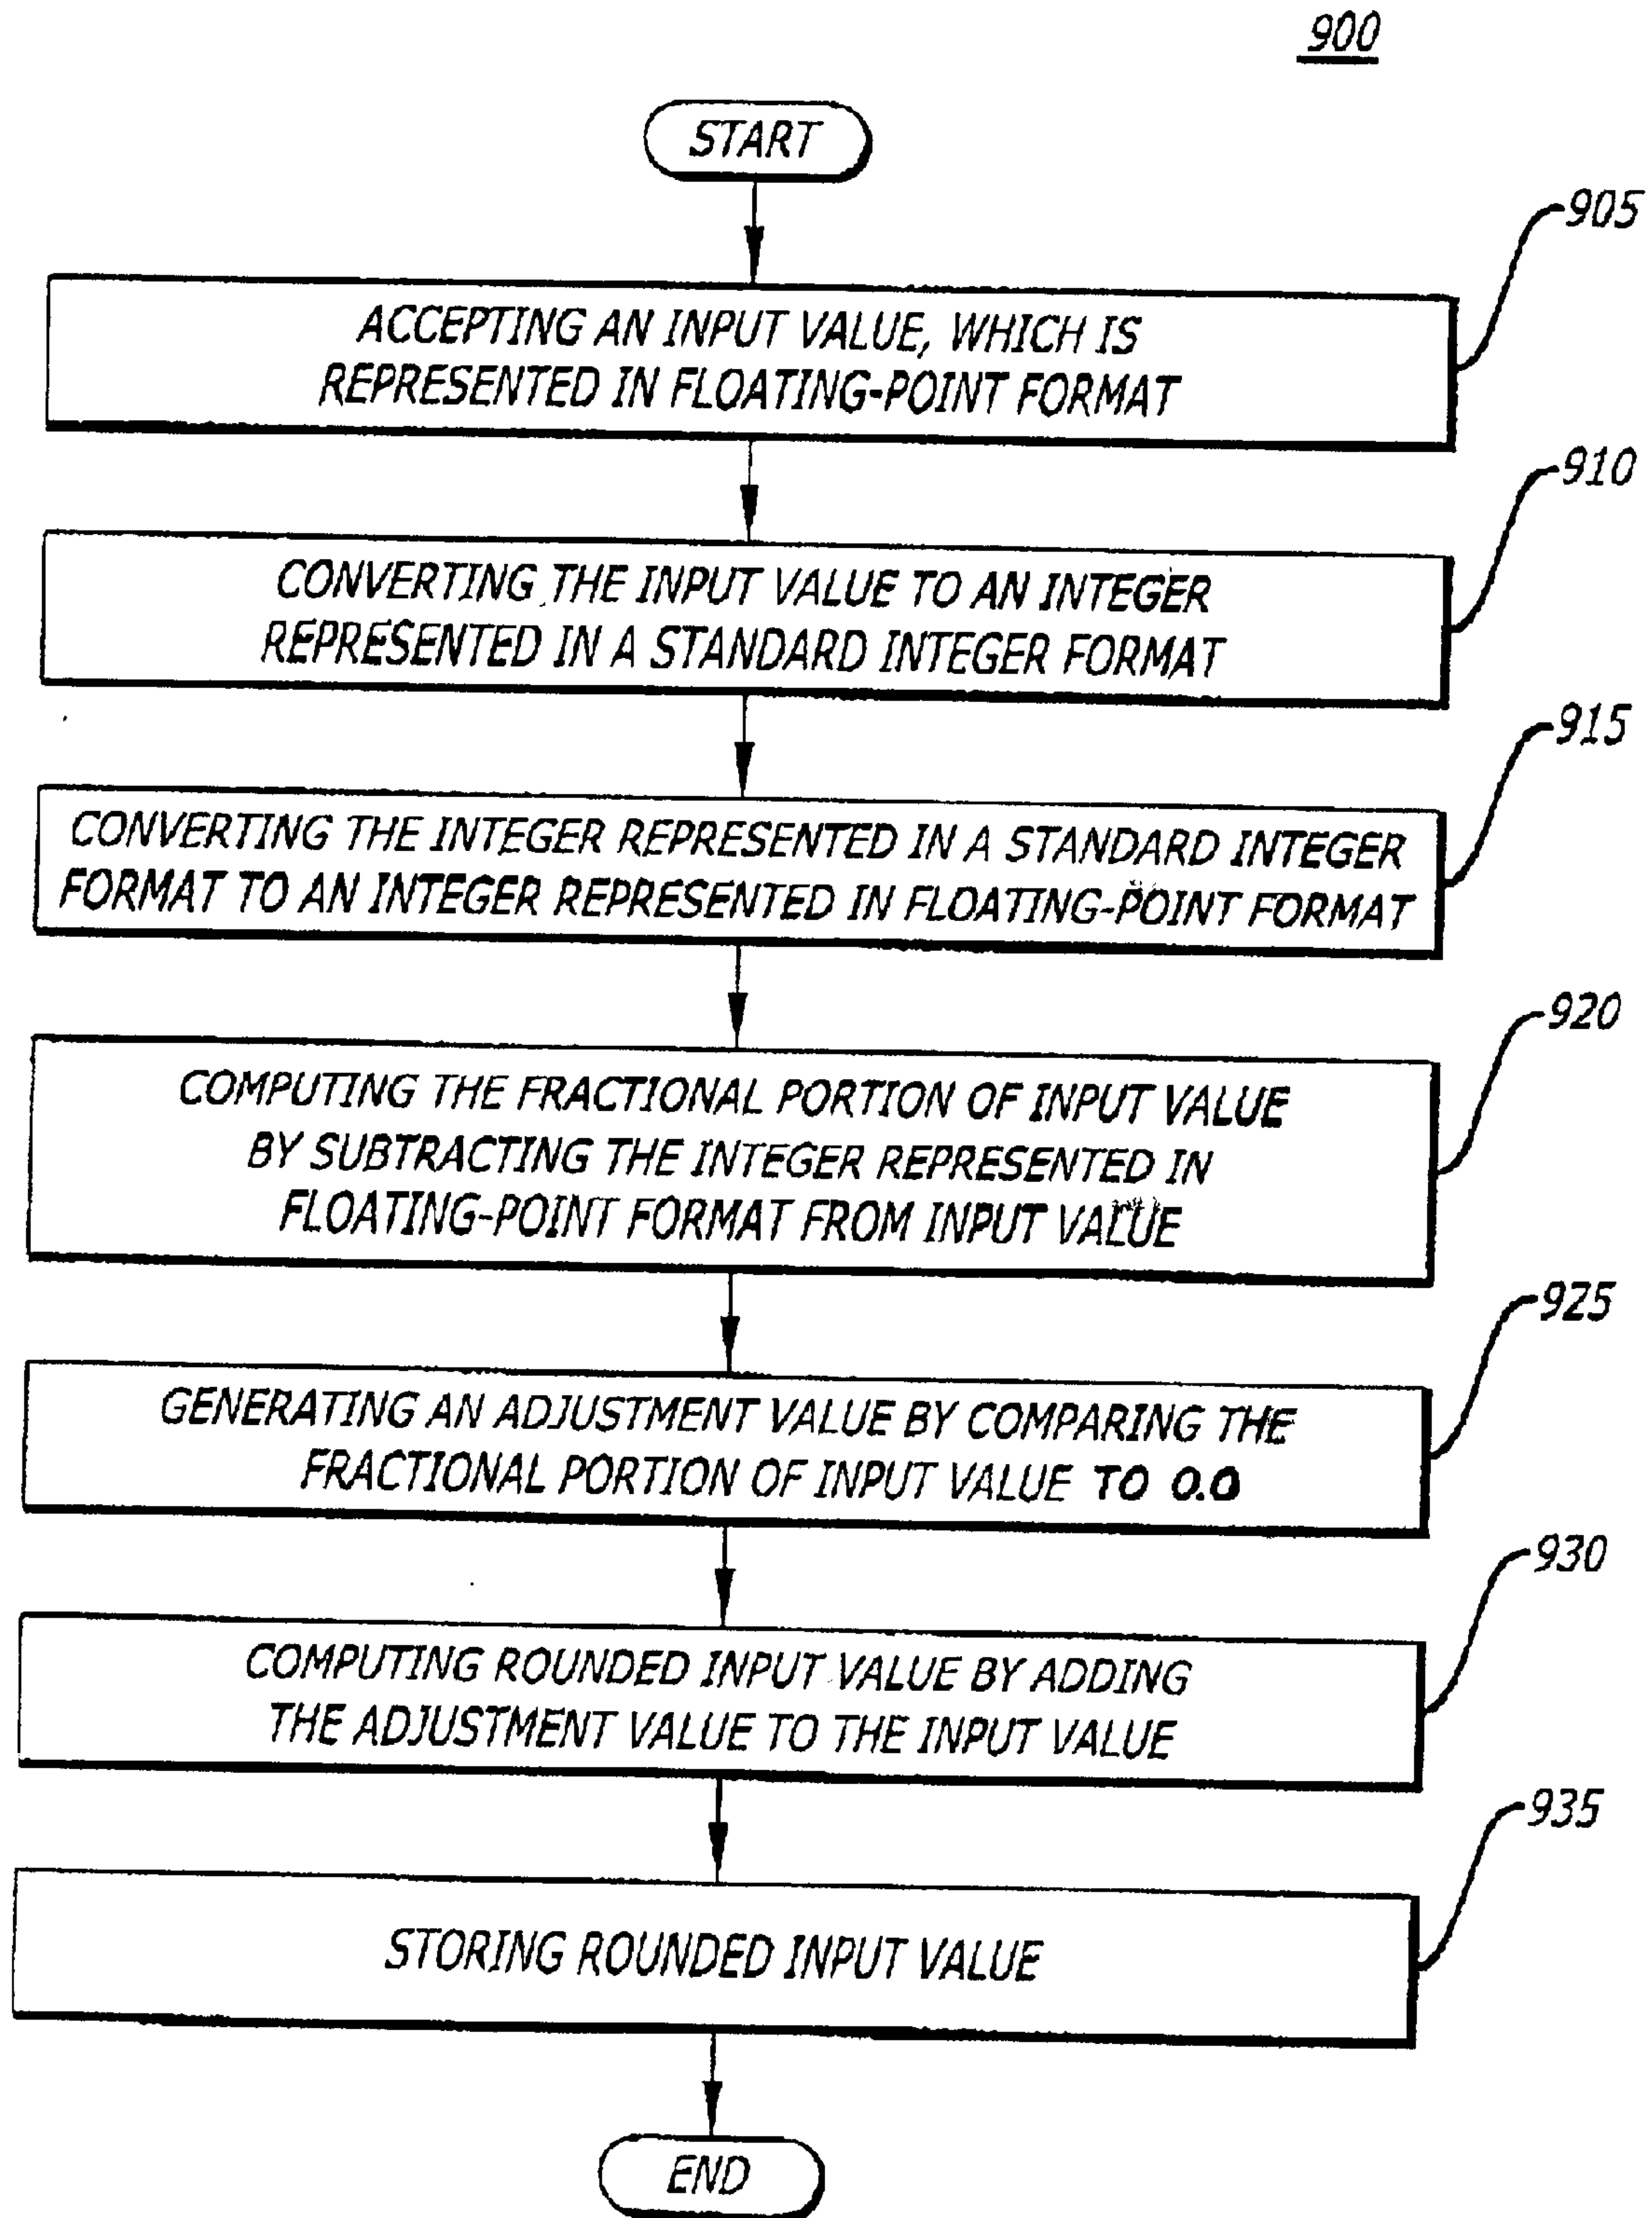 900
START
905
ACCEPTING AN INPUT VALUE, WHICH IS
REPRESENTED IN FLOATING-POINT FORMAT
910
CONVERTING THE INPUT VALUE TO AN INTEGER
REPRESENTED IN A STANDARD INTEGER FORMAT
915
CONVERTING THE INTEGER REPRESENTED IN A STANDARD INTEGER
FORMAT TO AN INTEGER REPRESENTED IN FLOATING-POINT FORMAT
920
COMPUTING THE FRACTIONAL PORTION OF INPUT VALUE
BY SUBTRACTING THE INTEGER REPRESENTED IN
FLOATING-POINT FORMAT FROM INPUT VALUE
925
GENERATING AN ADJUSTMENT VALUE BY COMPARING THE
FRACTIONAL PORTION OF INPUT VALUE TO 0.0
930
COMPUTING ROUNDED INPUT VALUE BY ADDING
THE ADJUSTMENT VALUE TO THE INPUT VALUE
935
STORING ROUNDED INPUT VALUE
END